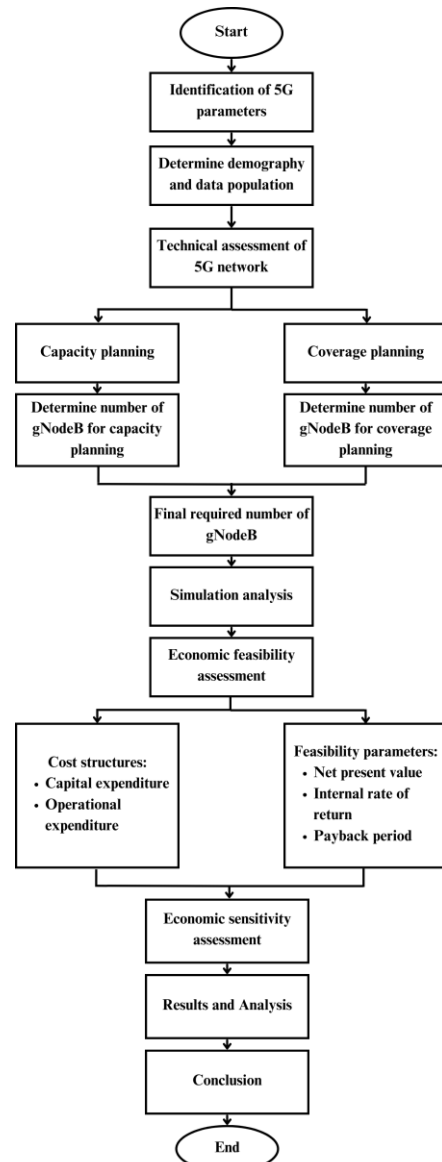 Start
Identification of 5G
parameters
Determine demography
and data population
Technical assessment of
5G network
Capacity planning
Coverage planning
Determine number of
gNodeB for capacity
planning
Determine number of
gNodeB for coverage
planning
Final required number of
gNodeB
Simulation analysis
Economic feasibility
assessment
Cost structures:
• Capital expenditure
• Operational
expenditure
Feasibility parameters:
• Net present value
• Internal rate of
return
• Payback period
Economic sensitivity
assessment
Results and Analysis
Conclusion
End